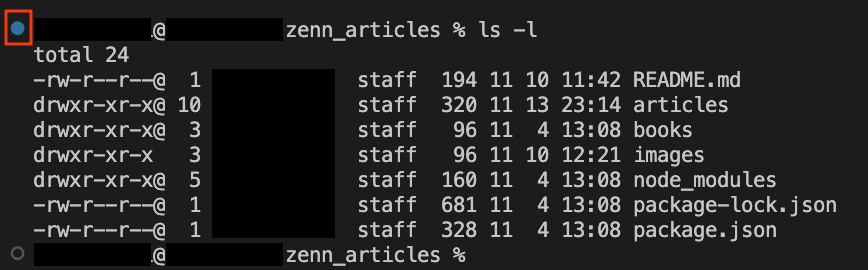 @ zenn_articles % ls -l
total 24
-rw-r--r--@ 1 staff 194 11 10 11:42 README.md
drwxr-xr-x@ 10 staff 320 11 13 23:14 articles
drwxr-xr-x@ 3 staff 96 11 4 13:08 books
drwxr-xr-x 3 staff 96 11 10 12:21 images
drwxr-xr-x@ 5 staff 160 11 4 13:08 node_modules
-rw-r--r--@ 1 staff 681 11 4 13:08 package-lock.json
-rw-r--r--@ 1 staff 328 11 4 13:08 package.json
@ zenn_articles %